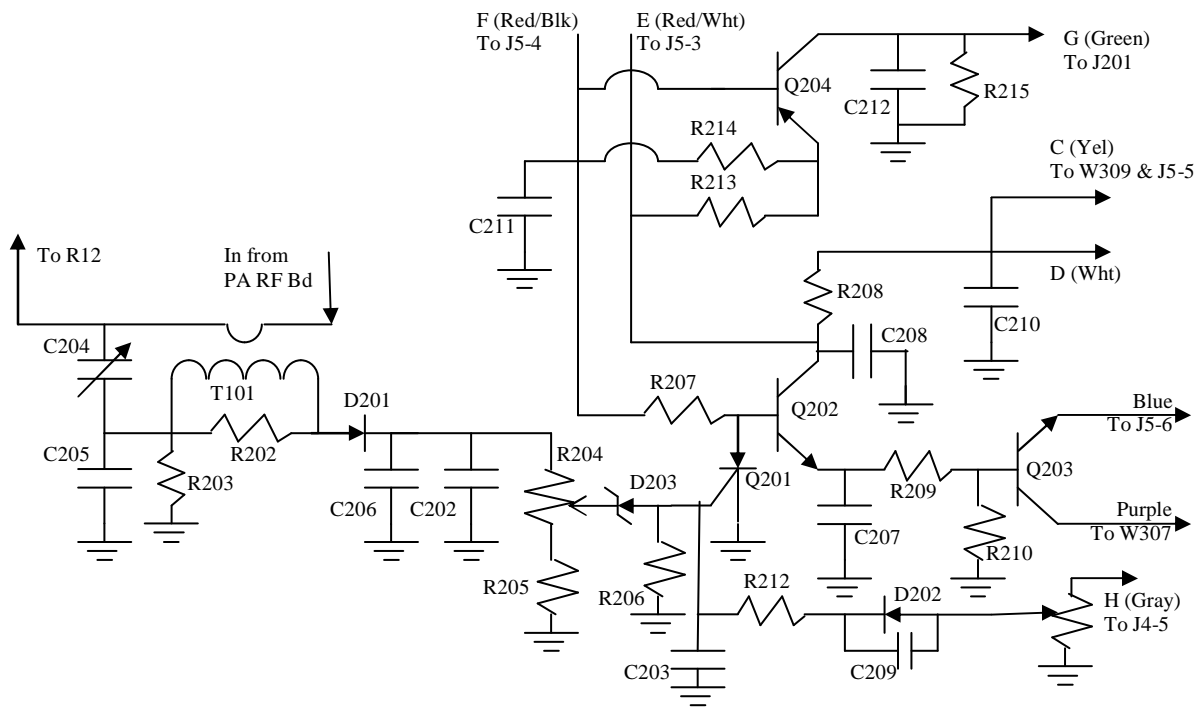 F (Red/Blk)
To J5-4
E (Red/Wht)
To J5-3
G (Green)
To J201
Q204
C212
R215
R214
R213
C (Yel)
To W309 & J5-5
C211
To R12
In from
PA RF Bd
D (Wht)
R208
C210
C204
C208
T101
D201
R207
Q202
Blue
To J5-6
R202
C205
R203
R204
D203
Q201
Q203
R209
C206
C202
C207
R210
Purple
To W307
R205
R206
R212
D202
H (Gray)
To J4-5
C203
C209